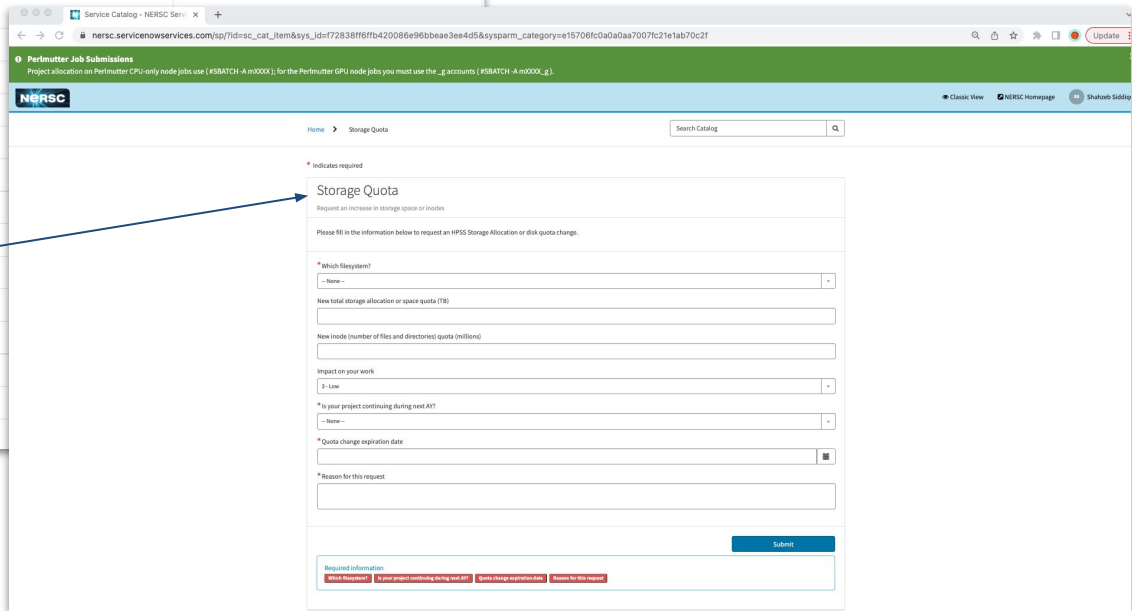 Service Catalog - NERSC Serv
nersc.servicenowservices.com/sp/?id=sc_cat_item&sys_id=f72838ff6ffb420086e96bbeae3ee4d5&sysparm_category=e15706fc0a0a0aa7007fc21e1ab70c2f
Update
Perlmutter Job Submissions
Project allocation on Perlmutter CPU-only node jobs use ( #SBATCH -A mXXXX ); for the Perlmutter GPU node jobs you must use the _g accounts ( #SBATCH -A mXXXX_g ).
NERSC
Classic View NERSC Homepage SS Shahzeb Siddiq
Home > Storage Quota
Search Catalog
* Indicates required
Storage Quota
Request an increase in storage space or inodes
Please fill in the information below to request an HPSS Storage Allocation or disk quota change.
* Which filesystem?
-- None --
New total storage allocation or space quota (TB)
New inode (number of files and directories) quota (millions)
Impact on your work
3 - Low
* Is your project continuing during next AY?
-- None --
* Quota change expiration date
* Reason for this request
Submit
Required information
Which filesystem? Is your project continuing during next AY? Quota change expiration date Reason for this request